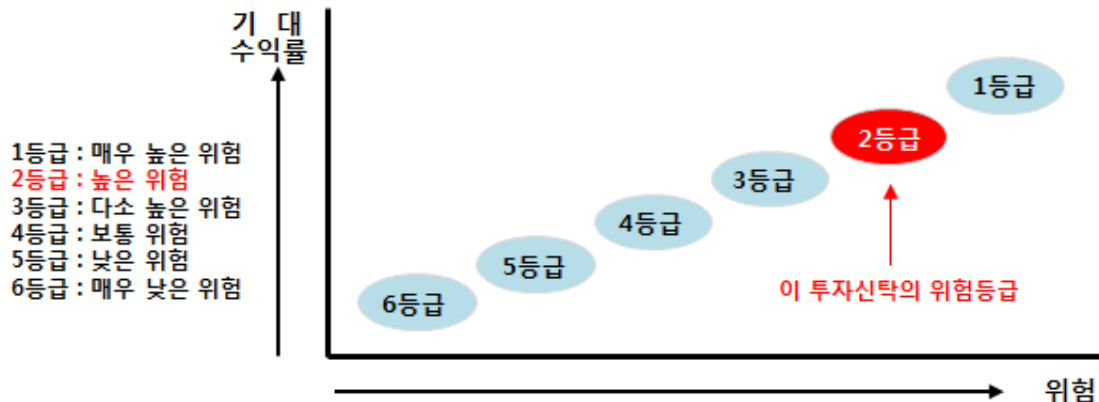 기 대
수익률
1등급 : 매우 높은 위험
2등급 : 높은 위험
3등급 : 다소 높은 위험
4등급 : 보통 위험
5등급 : 낮은 위험
6등급 : 매우 낮은 위험
1등급
2등급
3등급
4등급
5등급
6등급
이 투자신탁의 위험등급
위험